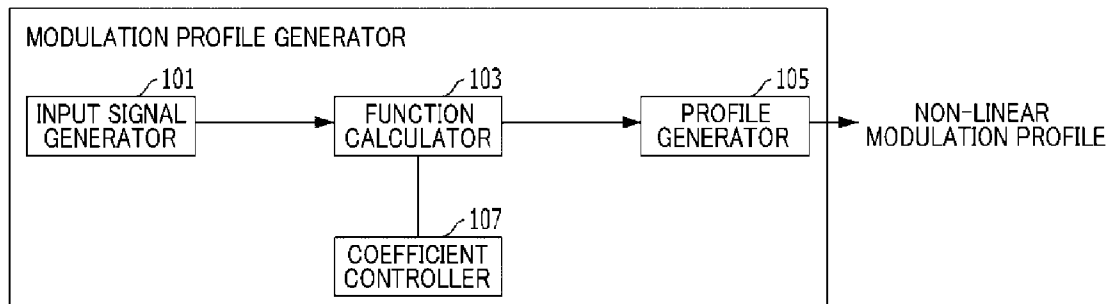 MODULATION PROFILE GENERATOR
101
INPUT SIGNAL
GENERATOR
103
FUNCTION
CALCULATOR
105
PROFILE
GENERATOR
NON-LINEAR
MODULATION PROFILE
107
COEFFICIENT
CONTROLLER